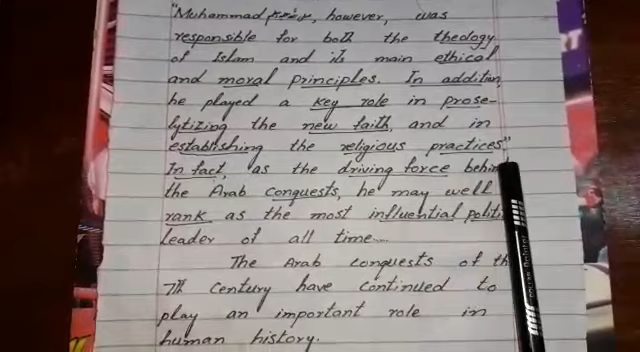 "Muhammad however, was
responsible for both the theology
of Islam and its main ethical
and moral principles. In addition,
he played a key role in prose-
lytizing the new faith, and in
establishing the religious practices"
In fact, as the driving force behin
the Arab conquests, he may well
rank as the most influential politi
leader of all time....
The Arab conquests of th
7th century have continued to
play an important role in
human history.